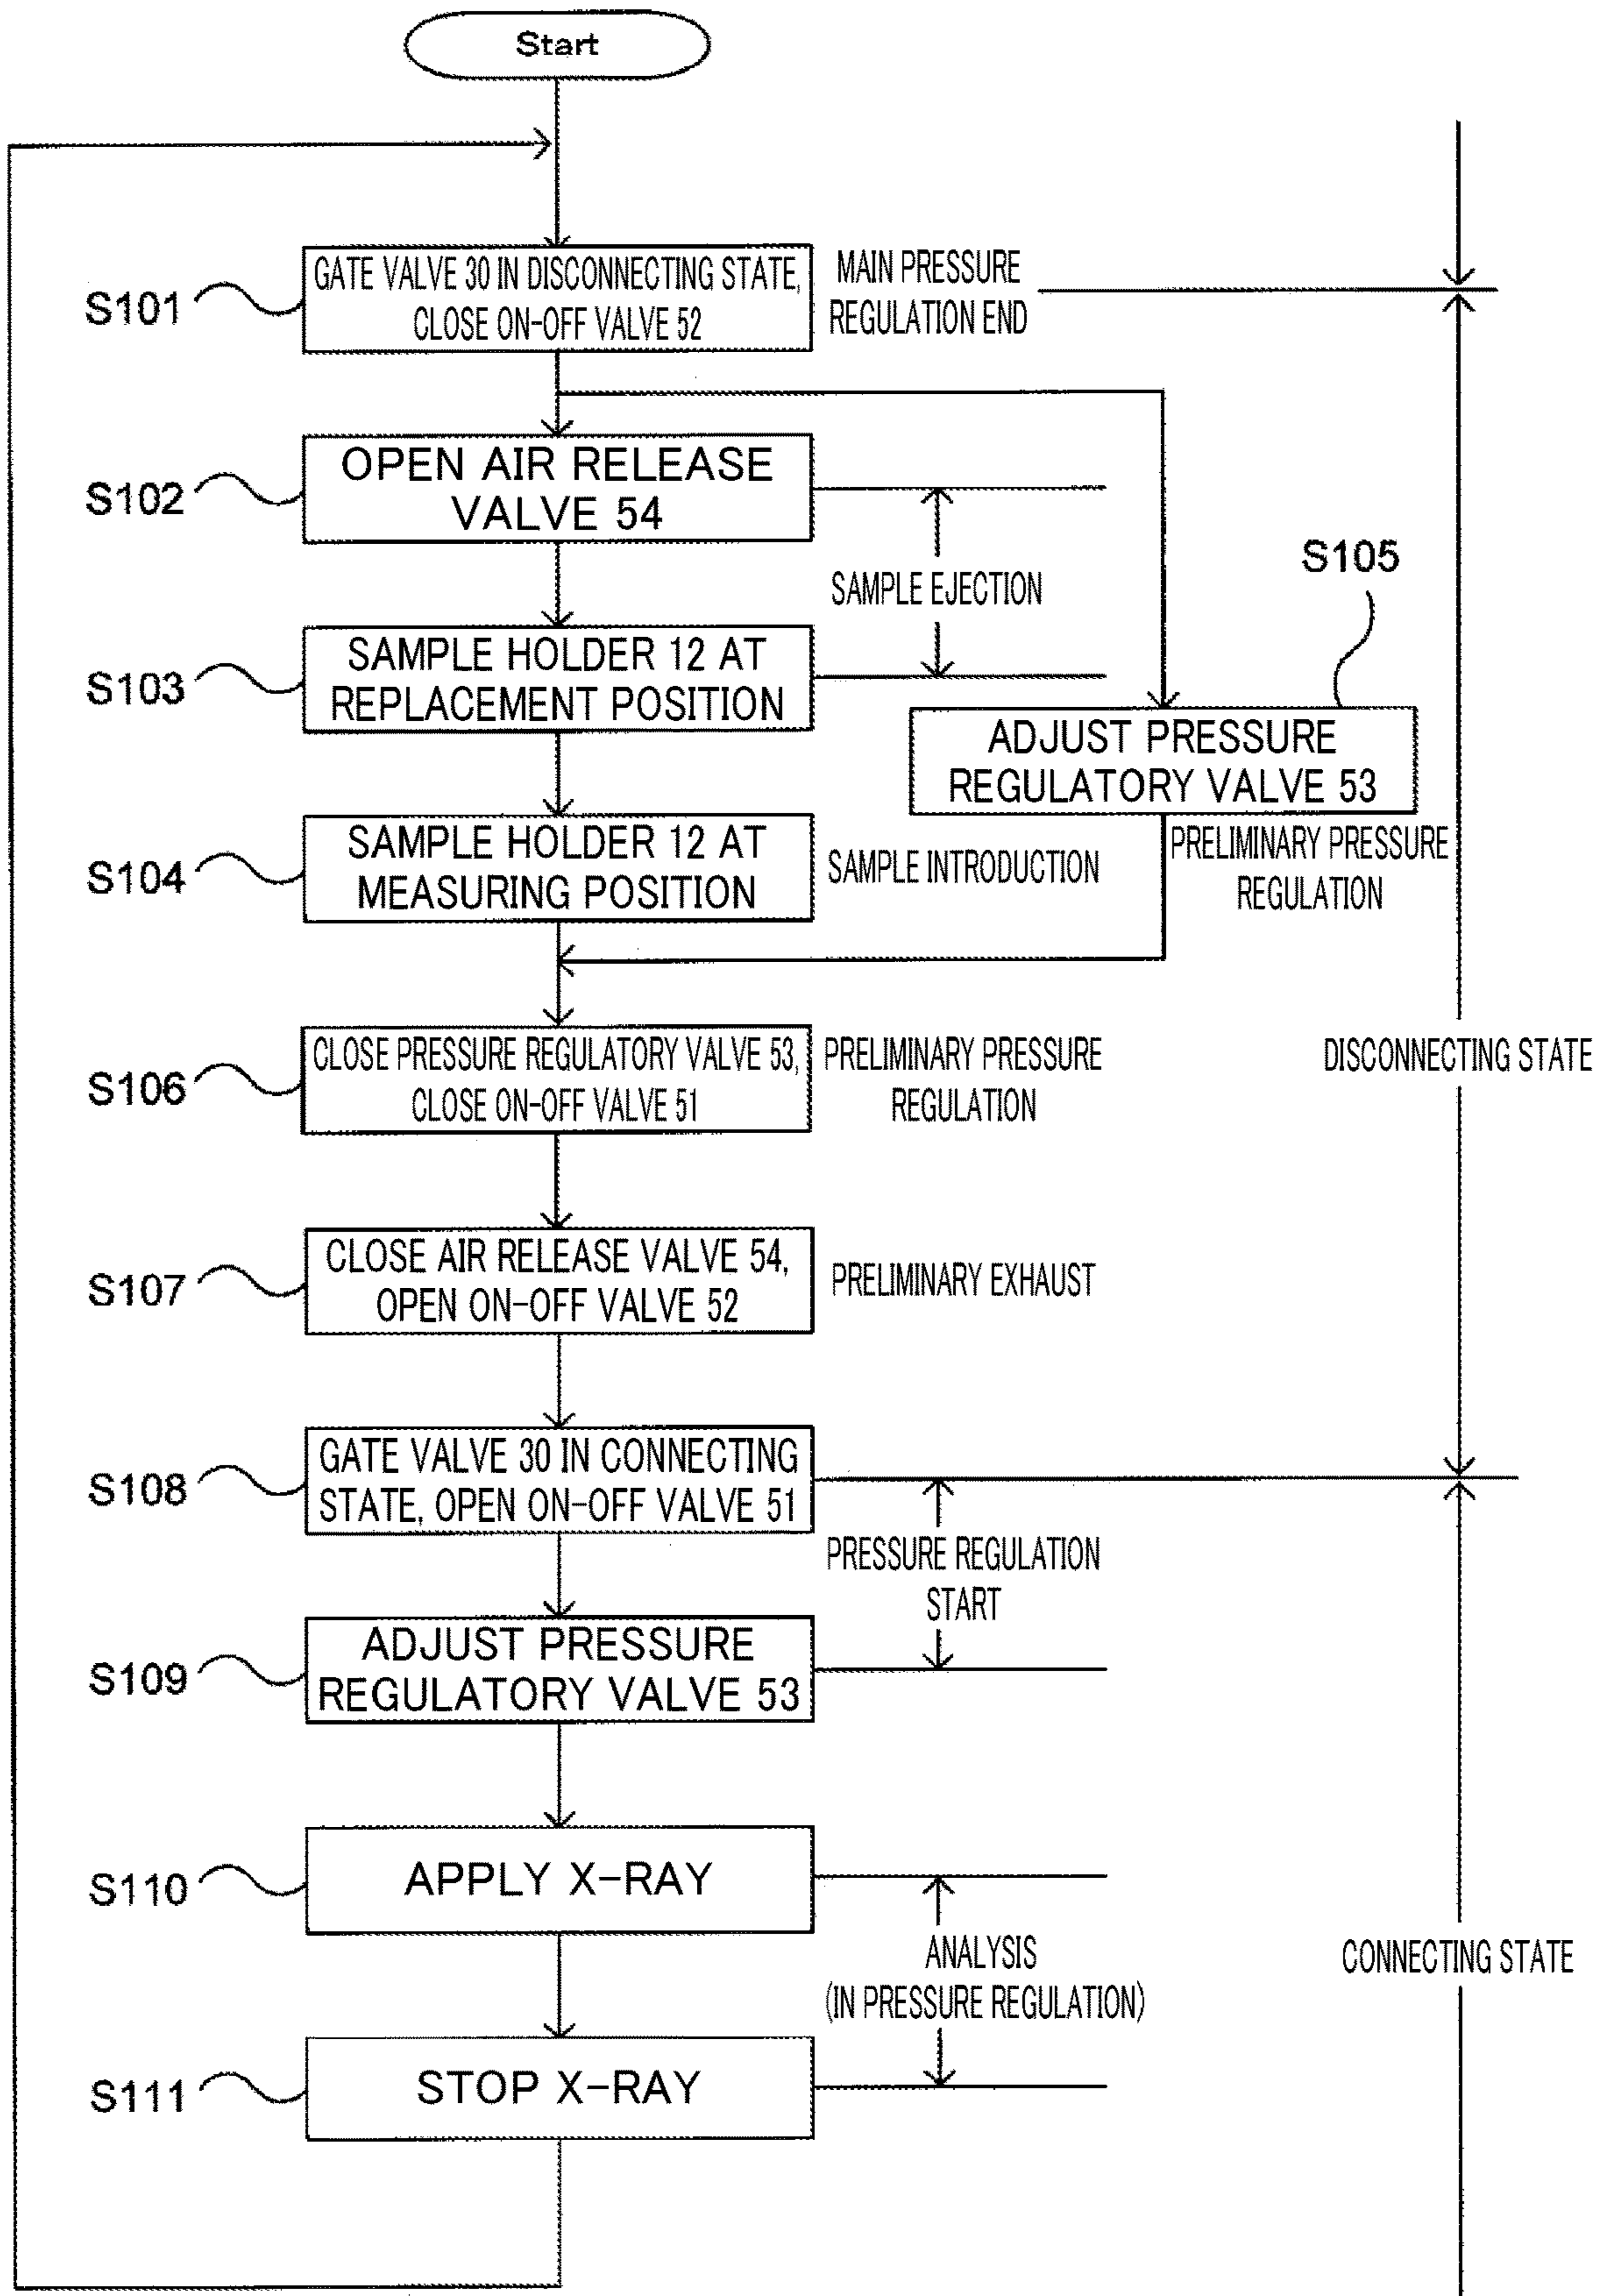 Start
S101
GATE VALVE 30 IN DISCONNECTING STATE,
CLOSE ON-OFF VALVE 52
MAIN PRESSURE
REGULATION END
S102
OPEN AIR RELEASE
VALVE 54
SAMPLE EJECTION
S105
S103
SAMPLE HOLDER 12 AT
REPLACEMENT POSITION
ADJUST PRESSURE
REGULATORY VALVE 53
PRELIMINARY PRESSURE
REGULATION
S104
SAMPLE HOLDER 12 AT
MEASURING POSITION
SAMPLE INTRODUCTION
S106
CLOSE PRESSURE REGULATORY VALVE 53,
CLOSE ON-OFF VALVE 51
PRELIMINARY PRESSURE
REGULATION
DISCONNECTING STATE
S107
CLOSE AIR RELEASE VALVE 54,
OPEN ON-OFF VALVE 52
PRELIMINARY EXHAUST
S108
GATE VALVE 30 IN CONNECTING
STATE, OPEN ON-OFF VALVE 51
PRESSURE REGULATION
START
S109
ADJUST PRESSURE
REGULATORY VALVE 53
S110
APPLY X-RAY
ANALYSIS
(IN PRESSURE REGULATION)
CONNECTING STATE
S111
STOP X-RAY